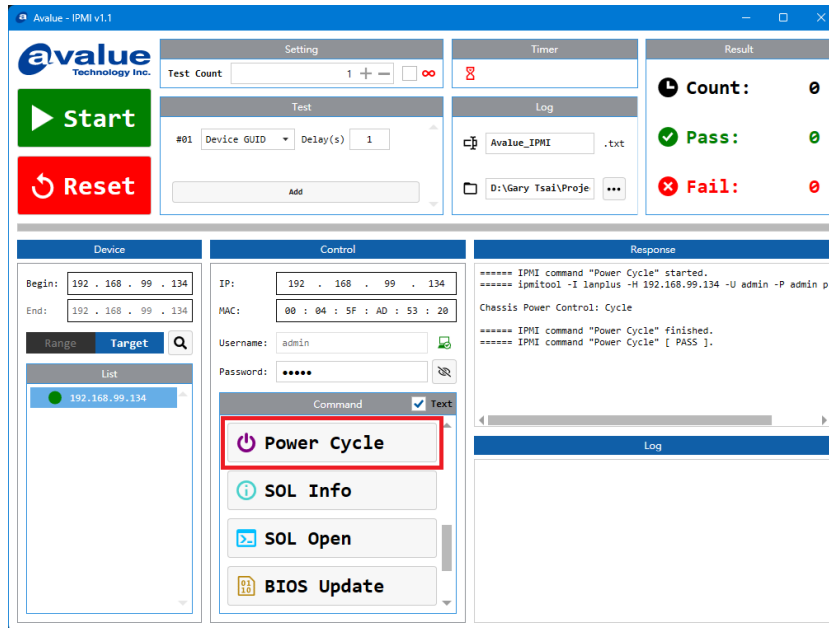 Avalue - IPMI v1.1
avalue
Technology Inc.
Start
Reset
Setting
Test Count 1
Test
#01 Device GUID Delay(s) 1
Add
Timer
Log
Avalue_IPMI .txt
D:\Gary Tsai\Proje
Result
Count: 0
Pass: 0
Fail: 0
Device
Begin: 192 . 168 . 99 . 134
End: 192 . 168 . 99 . 134
Range Target
List
192.168.99.134
Control
IP: 192 . 168 . 99 . 134
MAC: 00 : 04 : 5F : AD : 53 : 20
Username: admin
Password: •••••
Command Text
Power Cycle
SOL Info
SOL Open
BIOS Update
Response
====== IPMI command "Power Cycle" started.
====== ipmitool -I lanplus -H 192.168.99.134 -U admin -P admin p
Chassis Power Control: Cycle
====== IPMI command "Power Cycle" finished.
====== IPMI command "Power Cycle" [ PASS ].
Log